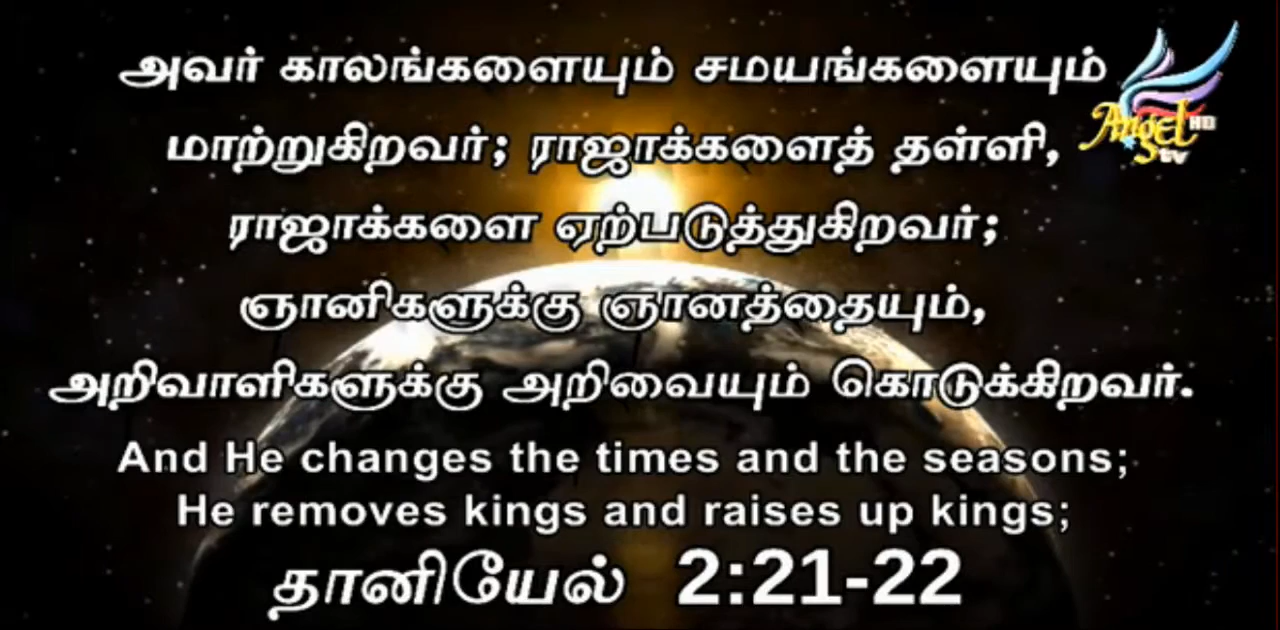 அவர் காலங்களையும் சமயங்களையும்
மாற்றுகிறவர்; ராஜாக்களைத் தள்ளி,
ராஜாக்களை ஏற்படுத்துகிறவர்;
ஞானிகளுக்கு ஞானத்தையும்,
அறிவாளிகளுக்கு அறிவையும் கொடுக்கிறவர்.
And He changes the times and the seasons;
He removes kings and raises up kings;
தானியேல் 2:21-22
Angel HD
tv